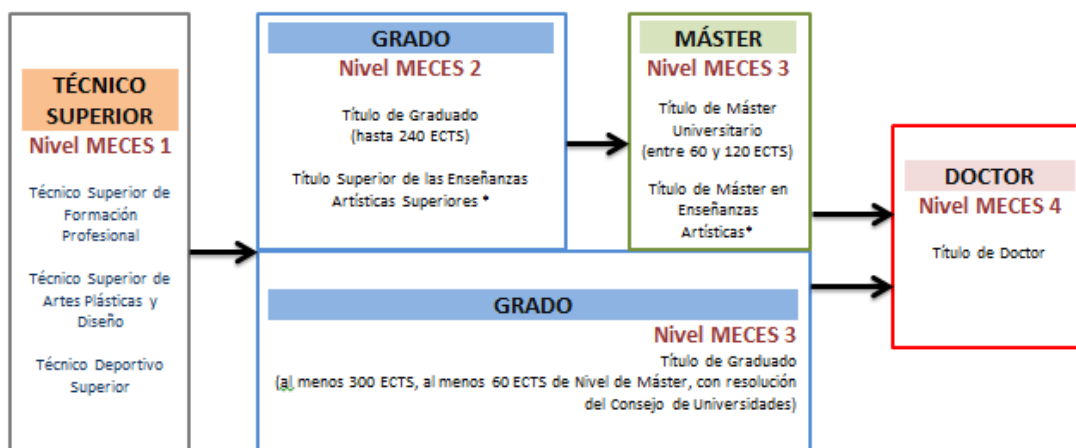 TÉCNICO
SUPERIOR
Nivel MECES 1
Técnico Superior de
Formación
Profesional
Técnico Superior de
Artes Plásticas y
Diseño
Técnico Deportivo
Superior
GRADO
Nivel MECES 2
Título de Graduado
(hasta 240 ECTS)
Título Superior de las Enseñanzas
Artísticas Superiores *
MÁSTER
Nivel MECES 3
Título de Máster
Universitario
(entre 60 y 120 ECTS)
Título de Máster en
Enseñanzas
Artísticas*
GRADO
Nivel MECES 3
Título de Graduado
(al menos 300 ECTS, al menos 60 ECTS de Nivel de Máster, con resolución
del Consejo de Universidades)
DOCTOR
Nivel MECES 4
Título de Doctor